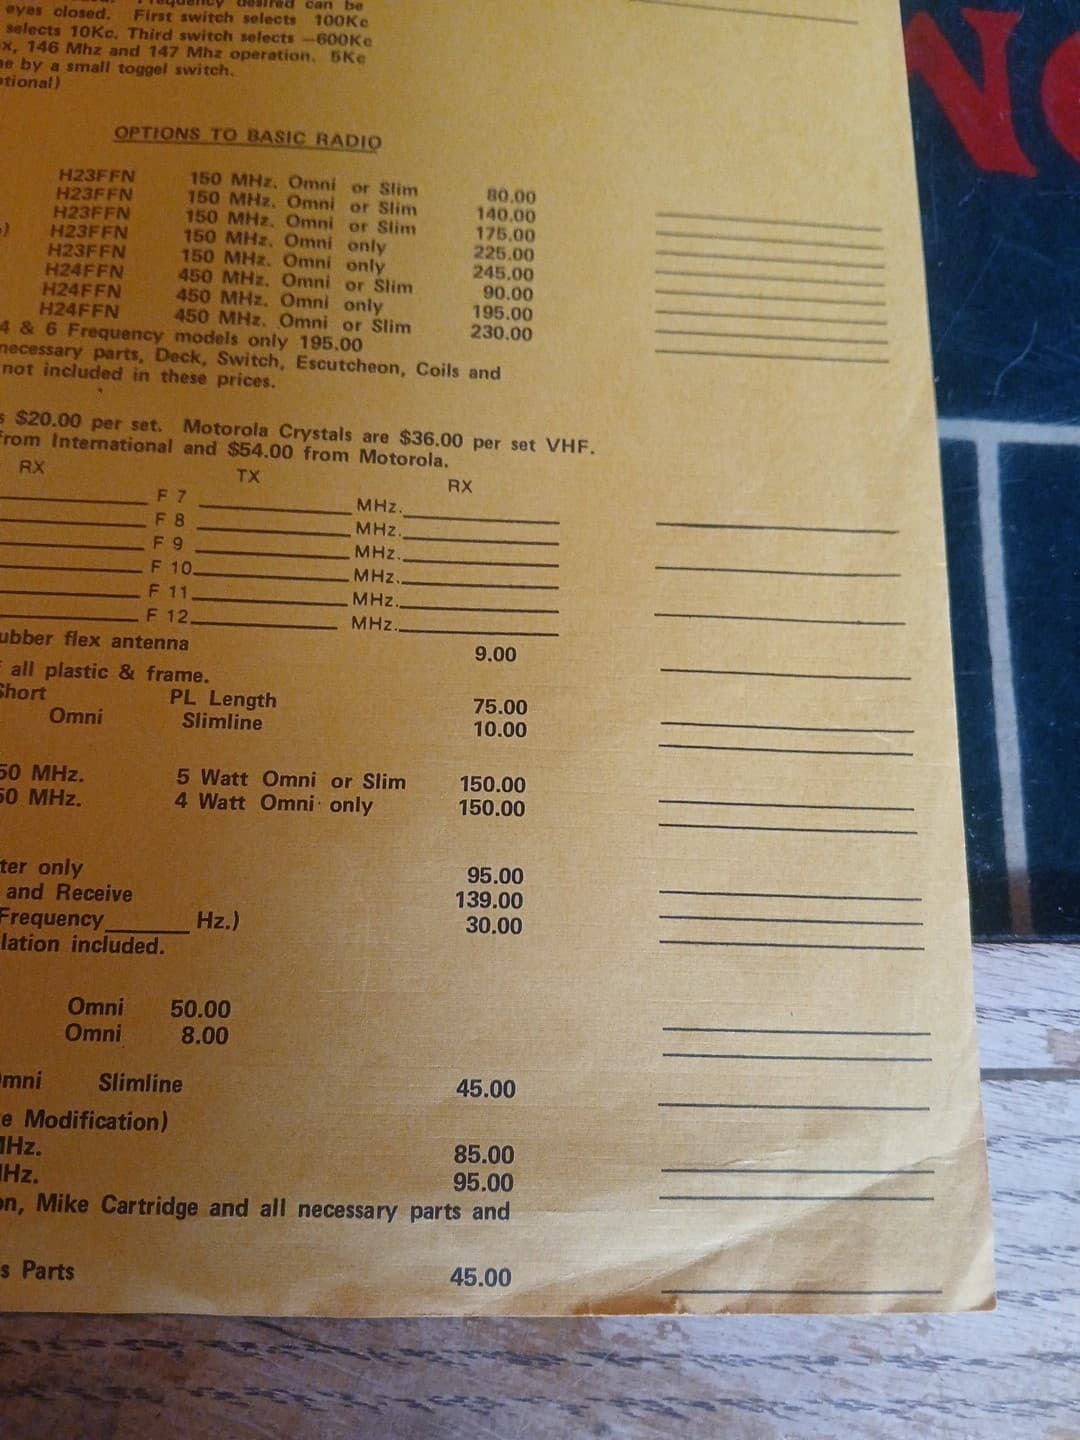 Frequency desired can be
eyes closed. First switch selects 100Kc
selects 10Kc. Third switch selects —600Kc
x, 146 Mhz and 147 Mhz operation. 5Kc
e by a small toggel switch.
tional)
OPTIONS TO BASIC RADIO
H23FFN 150 MHz. Omni or Slim 80.00
H23FFN 150 MHz. Omni or Slim 140.00
H23FFN 150 MHz. Omni or Slim 175.00
) H23FFN 150 MHz. Omni only 225.00
H23FFN 150 MHz. Omni only 245.00
H24FFN 450 MHz. Omni or Slim 90.00
H24FFN 450 MHz. Omni only 195.00
H24FFN 450 MHz. Omni or Slim 230.00
4 & 6 Frequency models only 195.00
necessary parts, Deck, Switch, Escutcheon, Coils and
not included in these prices.
s $20.00 per set. Motorola Crystals are $36.00 per set VHF.
from International and $54.00 from Motorola.
RX TX RX
F 7 MHz.
F 8 MHz.
F 9 MHz.
F 10 MHz.
F 11 MHz.
F 12 MHz.
ubber flex antenna 9.00
all plastic & frame.
Short PL Length 75.00
Omni Slimline 10.00
50 MHz. 5 Watt Omni or Slim 150.00
50 MHz. 4 Watt Omni only 150.00
ter only 95.00
and Receive 139.00
Frequency______ Hz.) 30.00
lation included.
Omni 50.00
Omni 8.00
mni Slimline 45.00
e Modification)
MHz. 85.00
MHz. 95.00
on, Mike Cartridge and all necessary parts and
s Parts 45.00